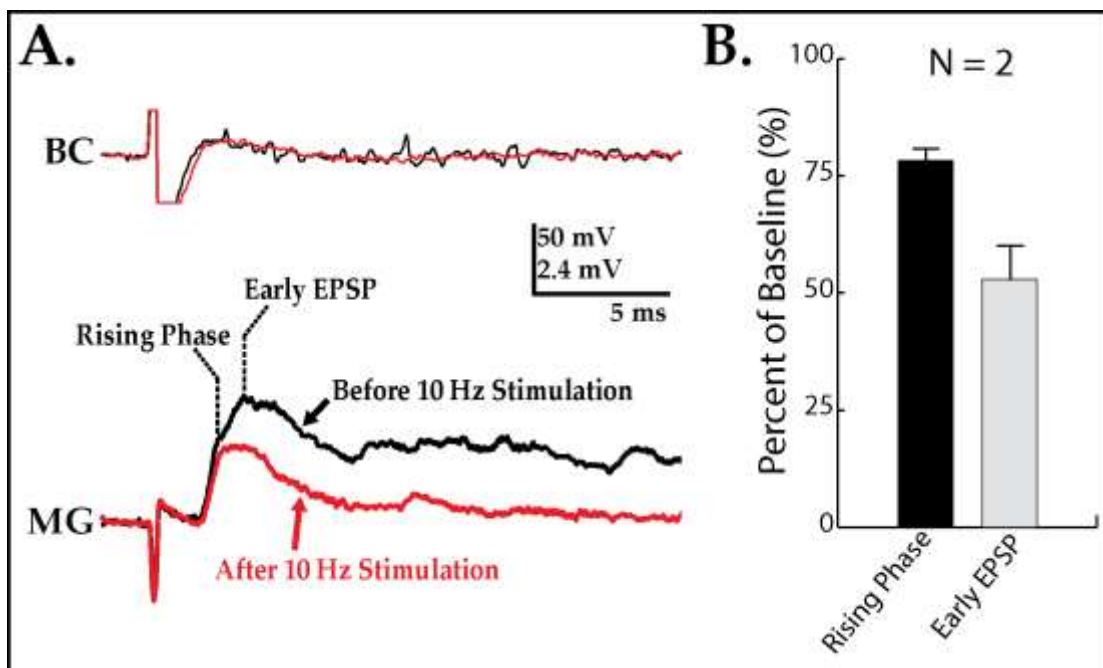 A.
BC
50 mV
2.4 mV
5 ms
Early EPSP
Rising Phase
Before 10 Hz Stimulation
MG
After 10 Hz Stimulation
B.
N = 2
Percent of Baseline (%)
100
75
50
25
0
Rising Phase
Early EPSP